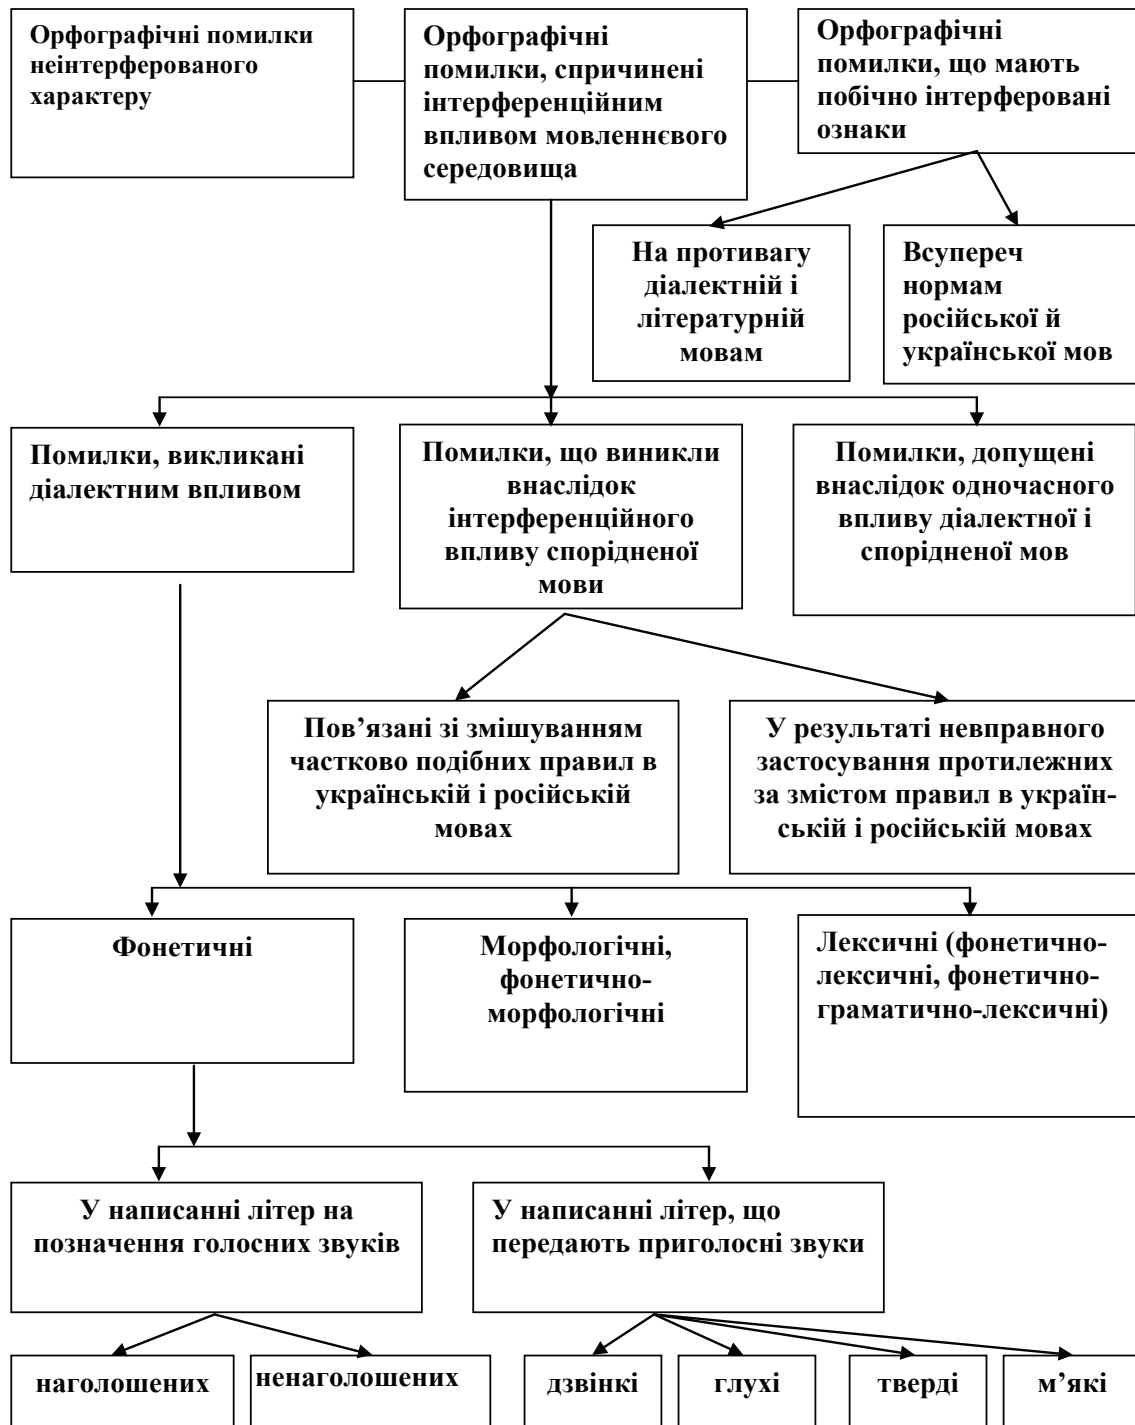 Орфографічні помилки
неінтерферованого
характеру
Орфографічні
помилки, спричинені
інтерференційним
впливом мовленнєвого
середовища
Орфографічні
помилки, що мають
побічно інтерферовані
ознаки
На противагу
діалектній і
літературній
мовам
Всупереч
нормам
російської й
української мов
Помилки, викликані
діалектним впливом
Помилки, що виникли
внаслідок
інтерференційного
впливу спорідненої
мови
Помилки, допущені
внаслідок одночасного
впливу діалектної і
спорідненої мов
Пов’язані зі змішуванням
частково подібних правил в
українській і російській
мовах
У результаті невправного
застосування протилежних
за змістом правил в україн-
ській і російській мовах
Фонетичні
Морфологічні,
фонетично-
морфологічні
Лексичні (фонетично-
лексичні, фонетично-
граматично-лексичні)
У написанні літер на
позначення голосних звуків
У написанні літер, що
передають приголосні звуки
наголошених
ненаголошених
дзвінкі
глухі
тверді
м’які